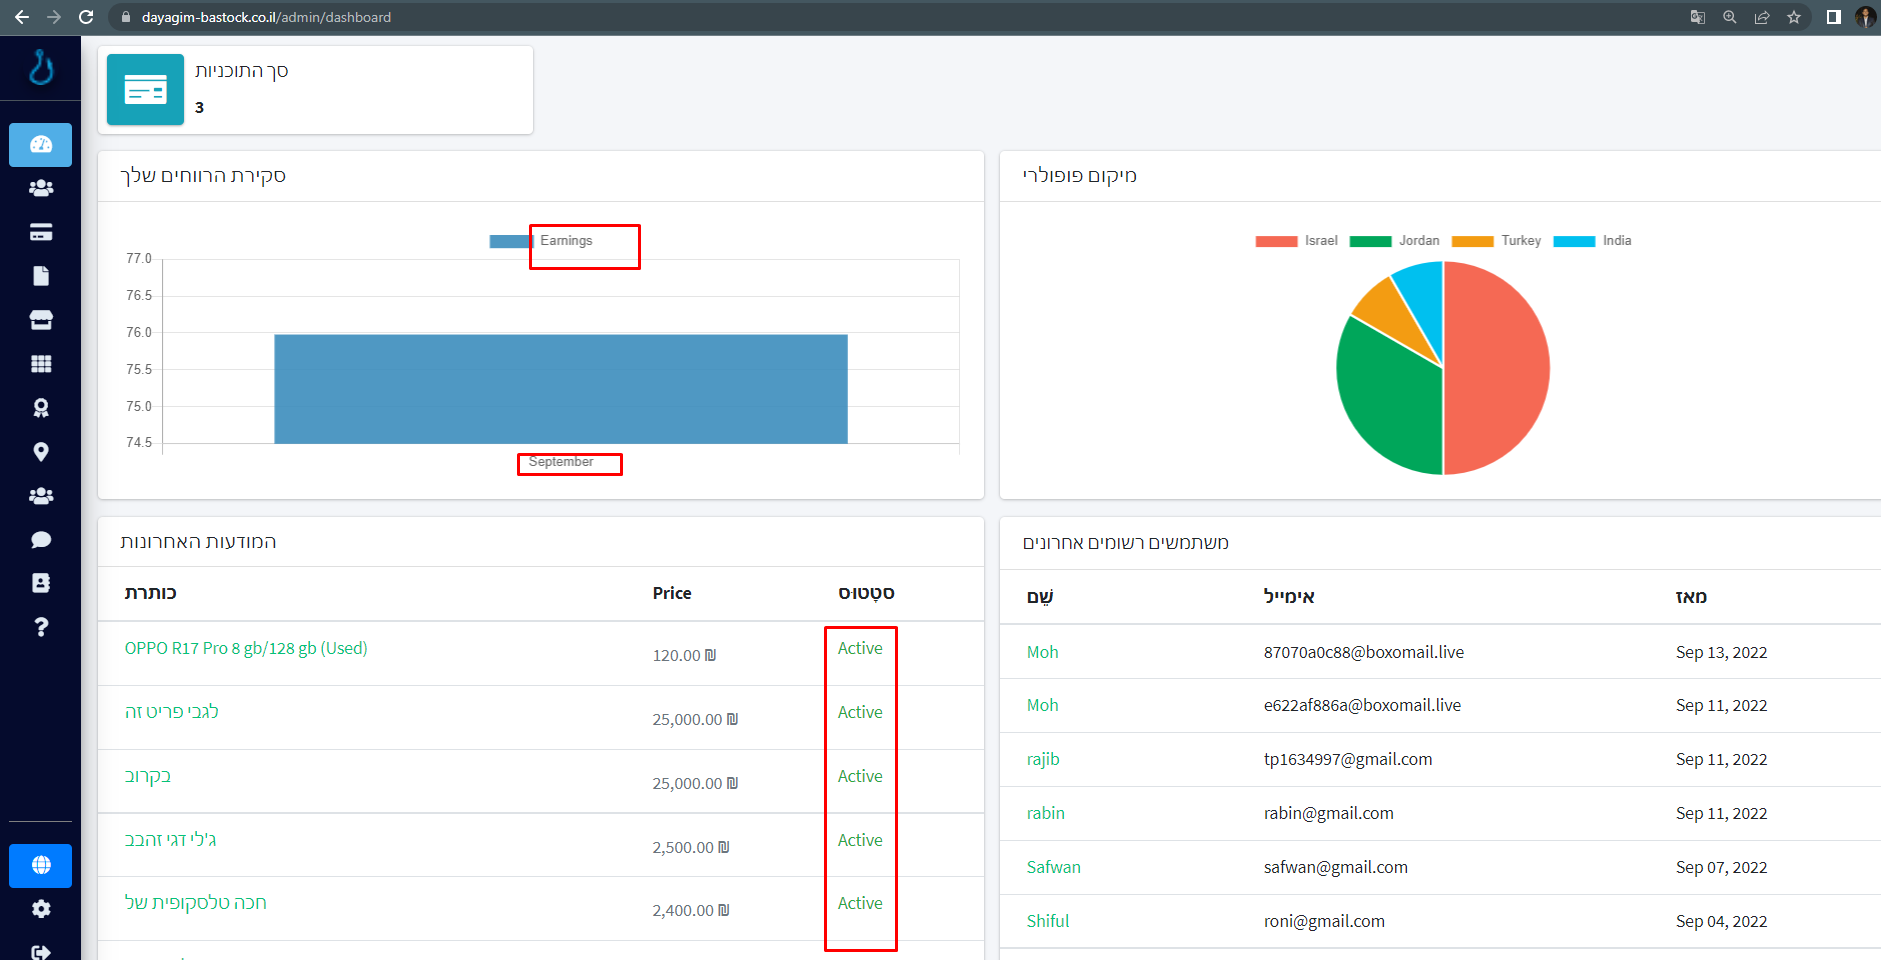 dayagim-bastock.co.il/admin/dashboard
סך התוכניות
3
סקירת הרווחים שלך
Earnings
77.0
76.5
76.0
75.5
75.0
74.5
September
מיקום פופולרי
Israel Jordan Turkey India
המודעות האחרונות
כותרת Price סטָטוּס
OPPO R17 Pro 8 gb/128 gb (Used) 120.00 ₪ Active
לגבי פריט זה 25,000.00 ₪ Active
בקרוב 25,000.00 ₪ Active
ג'לי דגי זהבב 2,500.00 ₪ Active
חכה טלסקופית של 2,400.00 ₪ Active
משתמשים רשומים אחרונים
שֵׁם אימייל מאז
Moh 87070a0c88@boxomail.live Sep 13, 2022
Moh e622af886a@boxomail.live Sep 11, 2022
rajib tp1634997@gmail.com Sep 11, 2022
rabin rabin@gmail.com Sep 11, 2022
Safwan safwan@gmail.com Sep 07, 2022
Shiful roni@gmail.com Sep 04, 2022